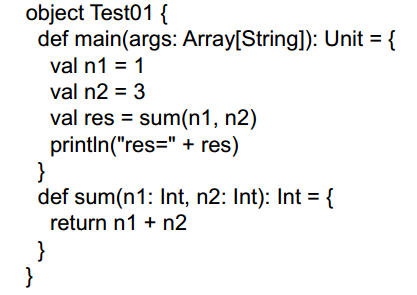 object Test01 {
def main(args: Array[String]): Unit = {
val n1 = 1
val n2 = 3
val res = sum(n1, n2)
println("res=" + res)
}
def sum(n1: Int, n2: Int): Int = {
return n1 + n2
}
}